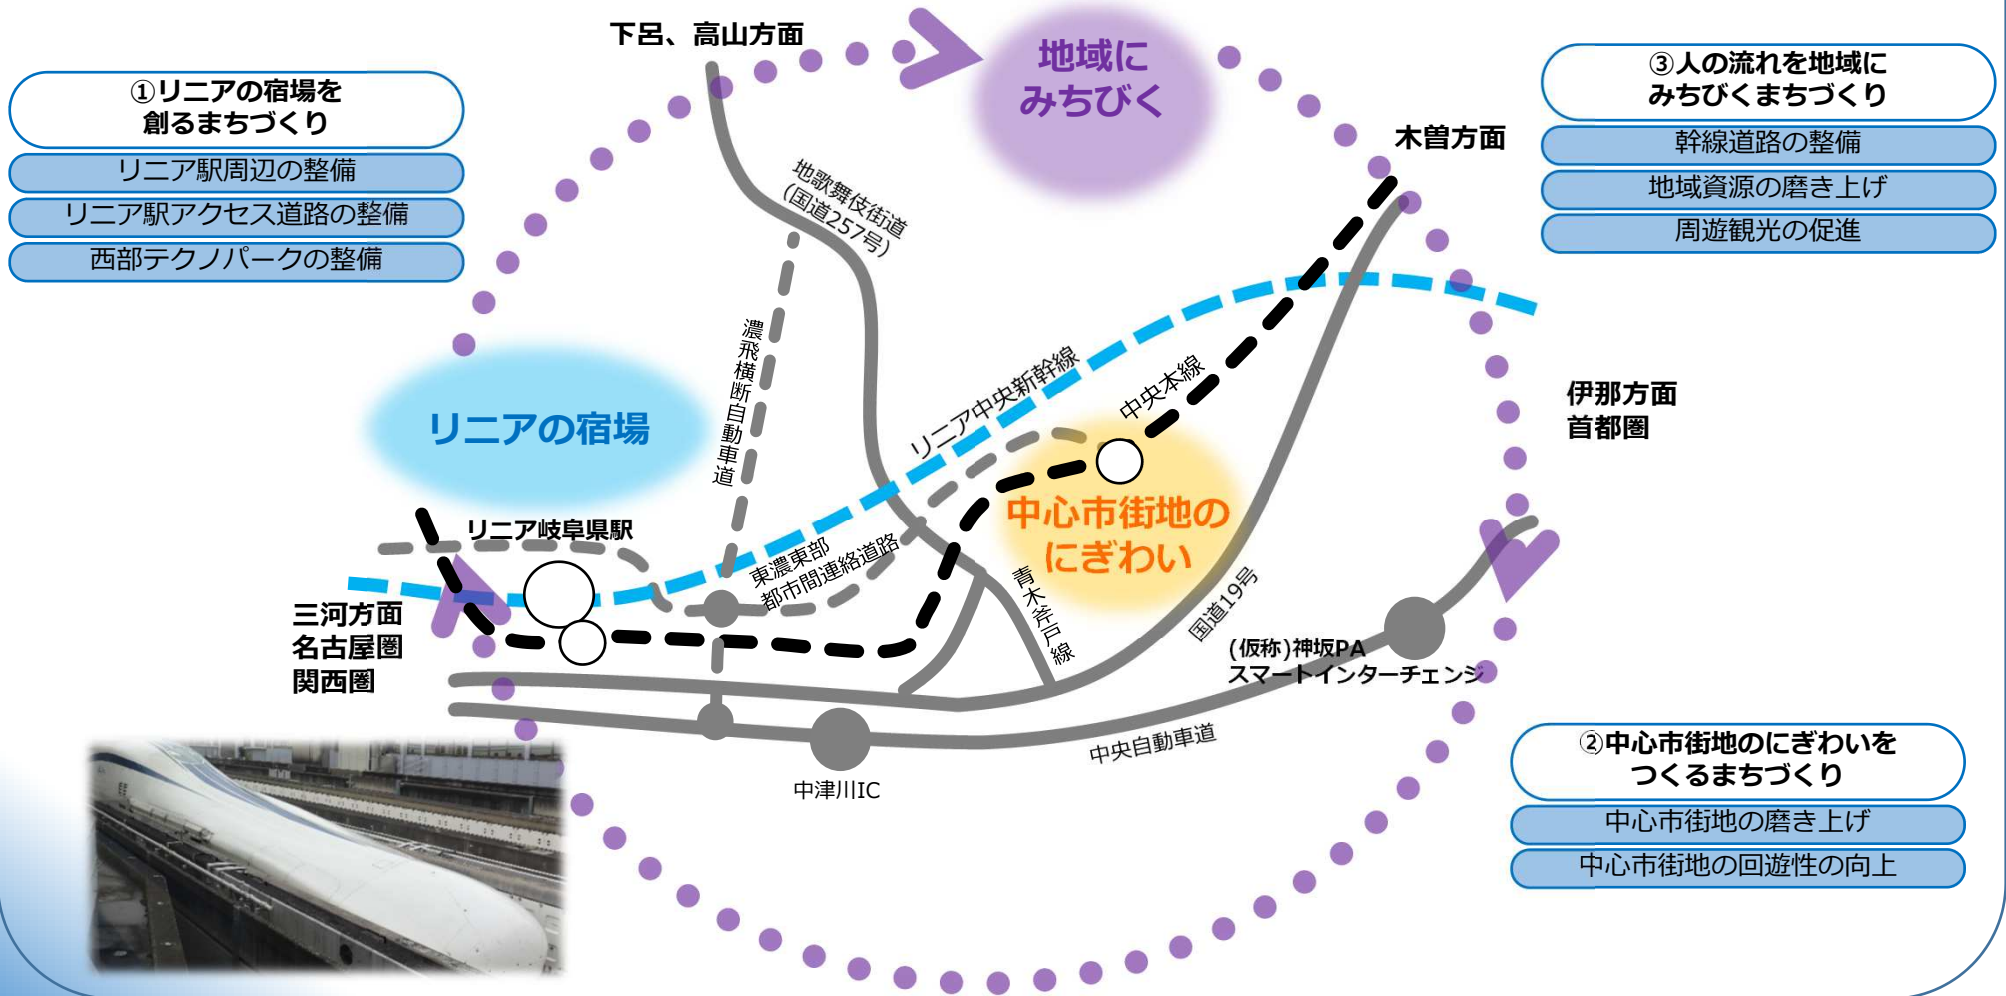 下呂、高山方面
地域に
みちびく
①リニアの宿場を
創るまちづくり
リニア駅周辺の整備
リニア駅アクセス道路の整備
西部テクノパークの整備
③人の流れを地域に
みちびくまちづくり
幹線道路の整備
地域資源の磨き上げ
周遊観光の促進
木曽方面
地歌舞伎街道
(国道257号)
濃飛横断自動車道
リニア中央新幹線
中央本線
伊那方面
首都圏
リニアの宿場
中心市街地の
にぎわい
リニア岐阜県駅
東濃東部
都市間連絡道路
青木斧戸線
国道19号
三河方面
名古屋圏
関西圏
(仮称)神坂PA
スマートインターチェンジ
中央自動車道
中津川IC
②中心市街地のにぎわいを
つくるまちづくり
中心市街地の磨き上げ
中心市街地の回遊性の向上